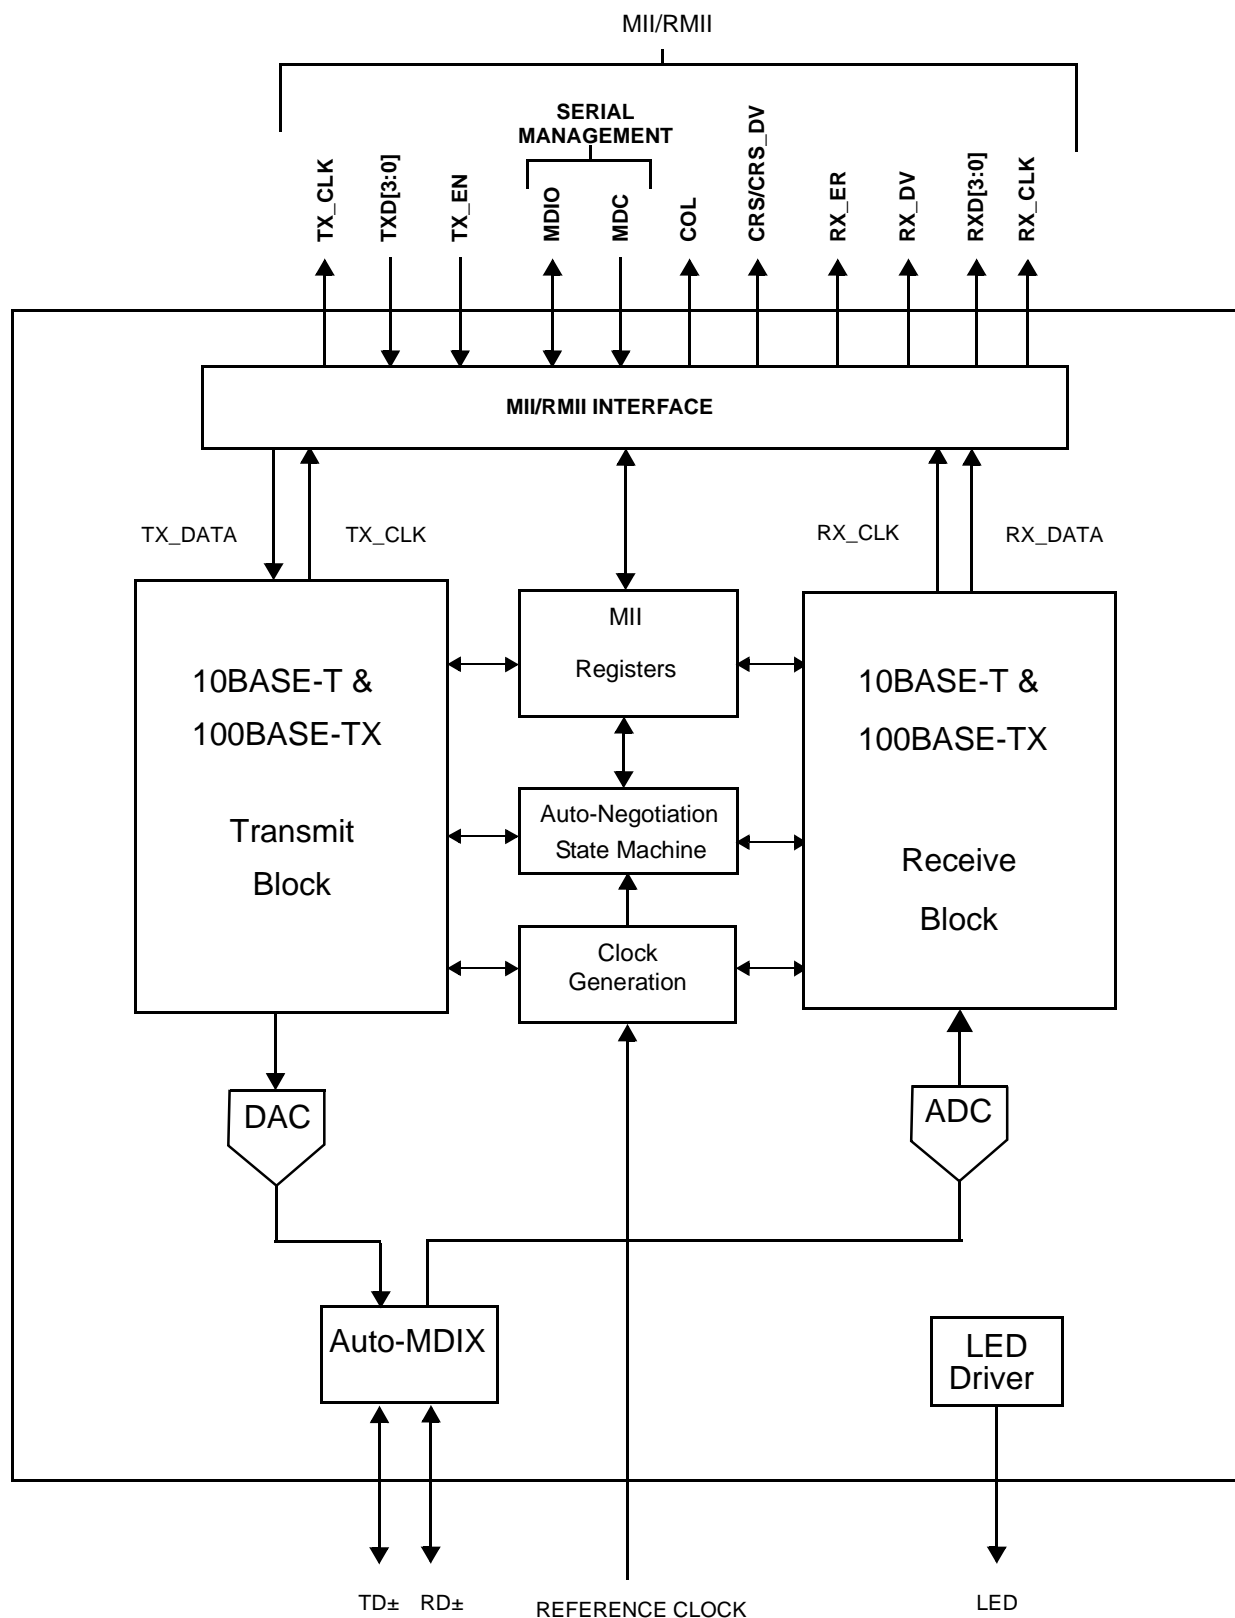 MII/RMII
SERIAL
MANAGEMENT
TX_CLK
TXD[3:0]
TX_EN
MDIO
MDC
COL
CRS/CRS_DV
RX_ER
RX_DV
RXD[3:0]
RX_CLK
MII/RMII INTERFACE
TX_DATA
TX_CLK
RX_CLK
RX_DATA
10BASE-T &
100BASE-TX
Transmit
Block
MII
Registers
Auto-Negotiation
State Machine
Clock
Generation
10BASE-T &
100BASE-TX
Receive
Block
DAC
ADC
Auto-MDIX
LED
Driver
TD±
RD±
REFERENCE CLOCK
LED